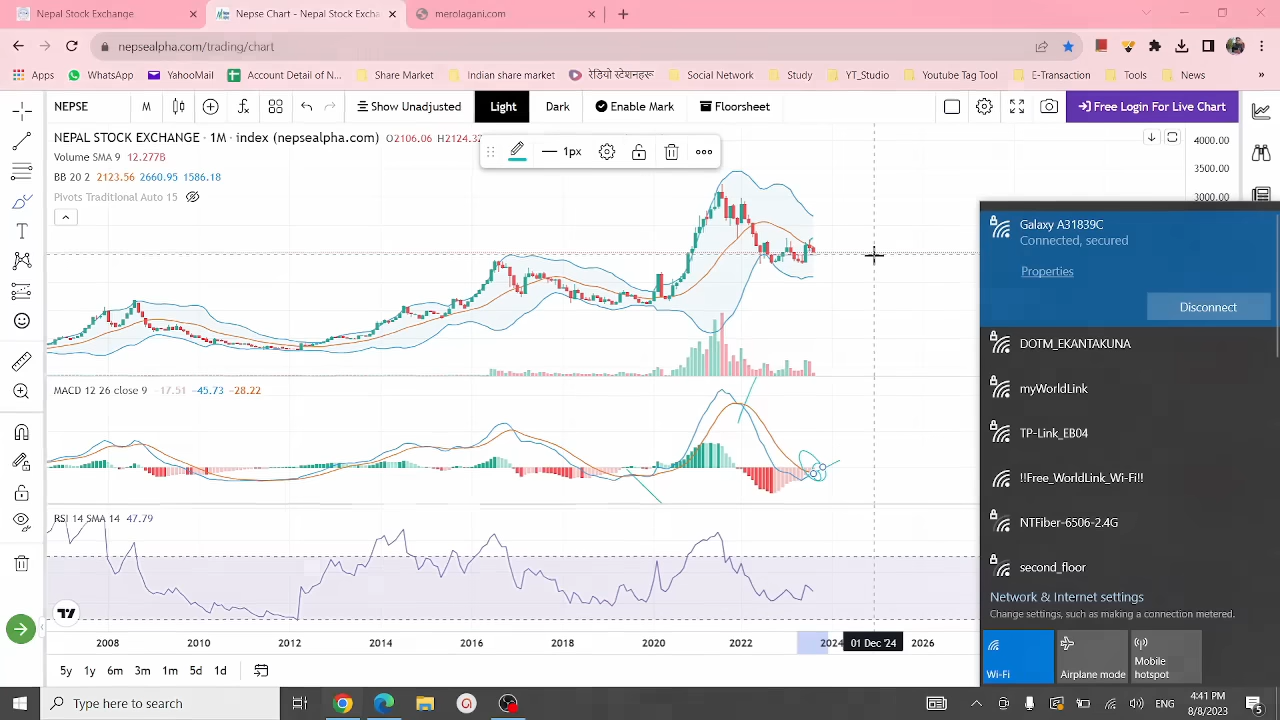 Nepal Stock Exchange
Nepse Chart - Nepal Stock Exc
merolagani.com
nepsealpha.com/trading/chart
Apps
WhatsApp
YahooMail
Account Detail of N...
Share Market
Indian share market
Social Network
Study
YT_Studio
Youtube Tag Tool
E-Transaction
Tools
News
NEPSE
M
Show Unadjusted
Light
Dark
Enable Mark
Floorsheet
Free Login For Live Chart
NEPAL STOCK EXCHANGE · 1M · index (nepsealpha.com)
O2106.06 H2124.32
1px
Volume SMA 9 12.277B
BB 20 2 2123.56 2660.95 1586.18
Pivots Traditional Auto 15
4000.00
3000.00
MACD 12 26 close 9 -17.51 -45.73 -28.22
RSI 14 SMA 14 47.79
2008
2010
2012
2014
2016
2018
2020
2022
2024
01 Dec '24
2026
5y
1y
6m
3m
1m
5d
1d
Galaxy A31839C
Connected, secured
Properties
Disconnect
DOTM_EKANTAKUNA
myWorldLink
TP-Link_EB04
!!Free_WorldLink_Wi-Fi!!
NTFiber-6506-2.4G
second_floor
Network & Internet settings
Change settings, such as making a connection metered.
Wi-Fi
Airplane mode
Mobile
hotspot
Type here to search
4:41 PM
8/8/2023
5